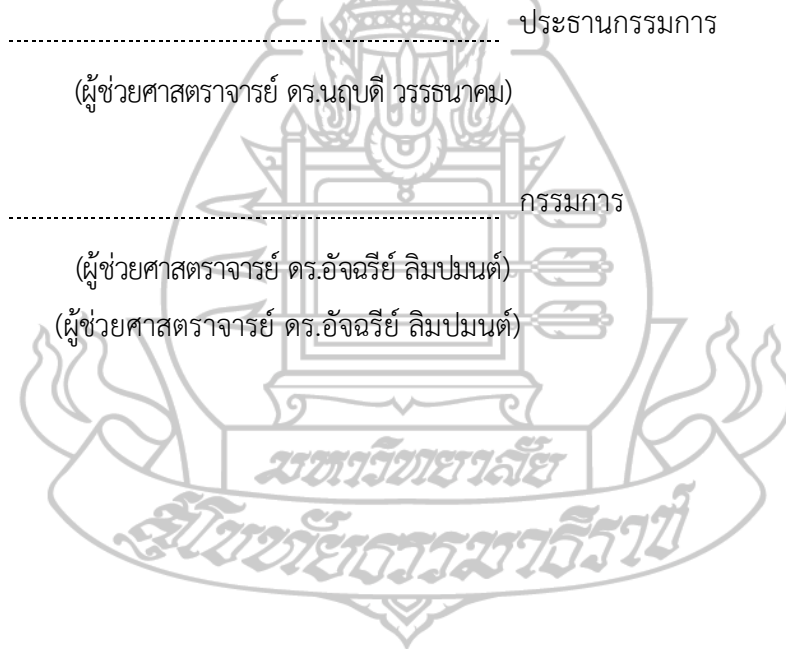 ประธานกรรมการ
(ผู้ช่วยศาสตราจารย์ ดร.นฤบดี วรรธนาคม)
กรรมการ
(ผู้ช่วยศาสตราจารย์ ดร.อัจฉรีย์ ลิมปมนต์)
(ผู้ช่วยศาสตราจารย์ ดร.อัจฉรีย์ ลิมปมนต์)
มหาวิทยาลัย
สุโขทัยธรรมาธิราช